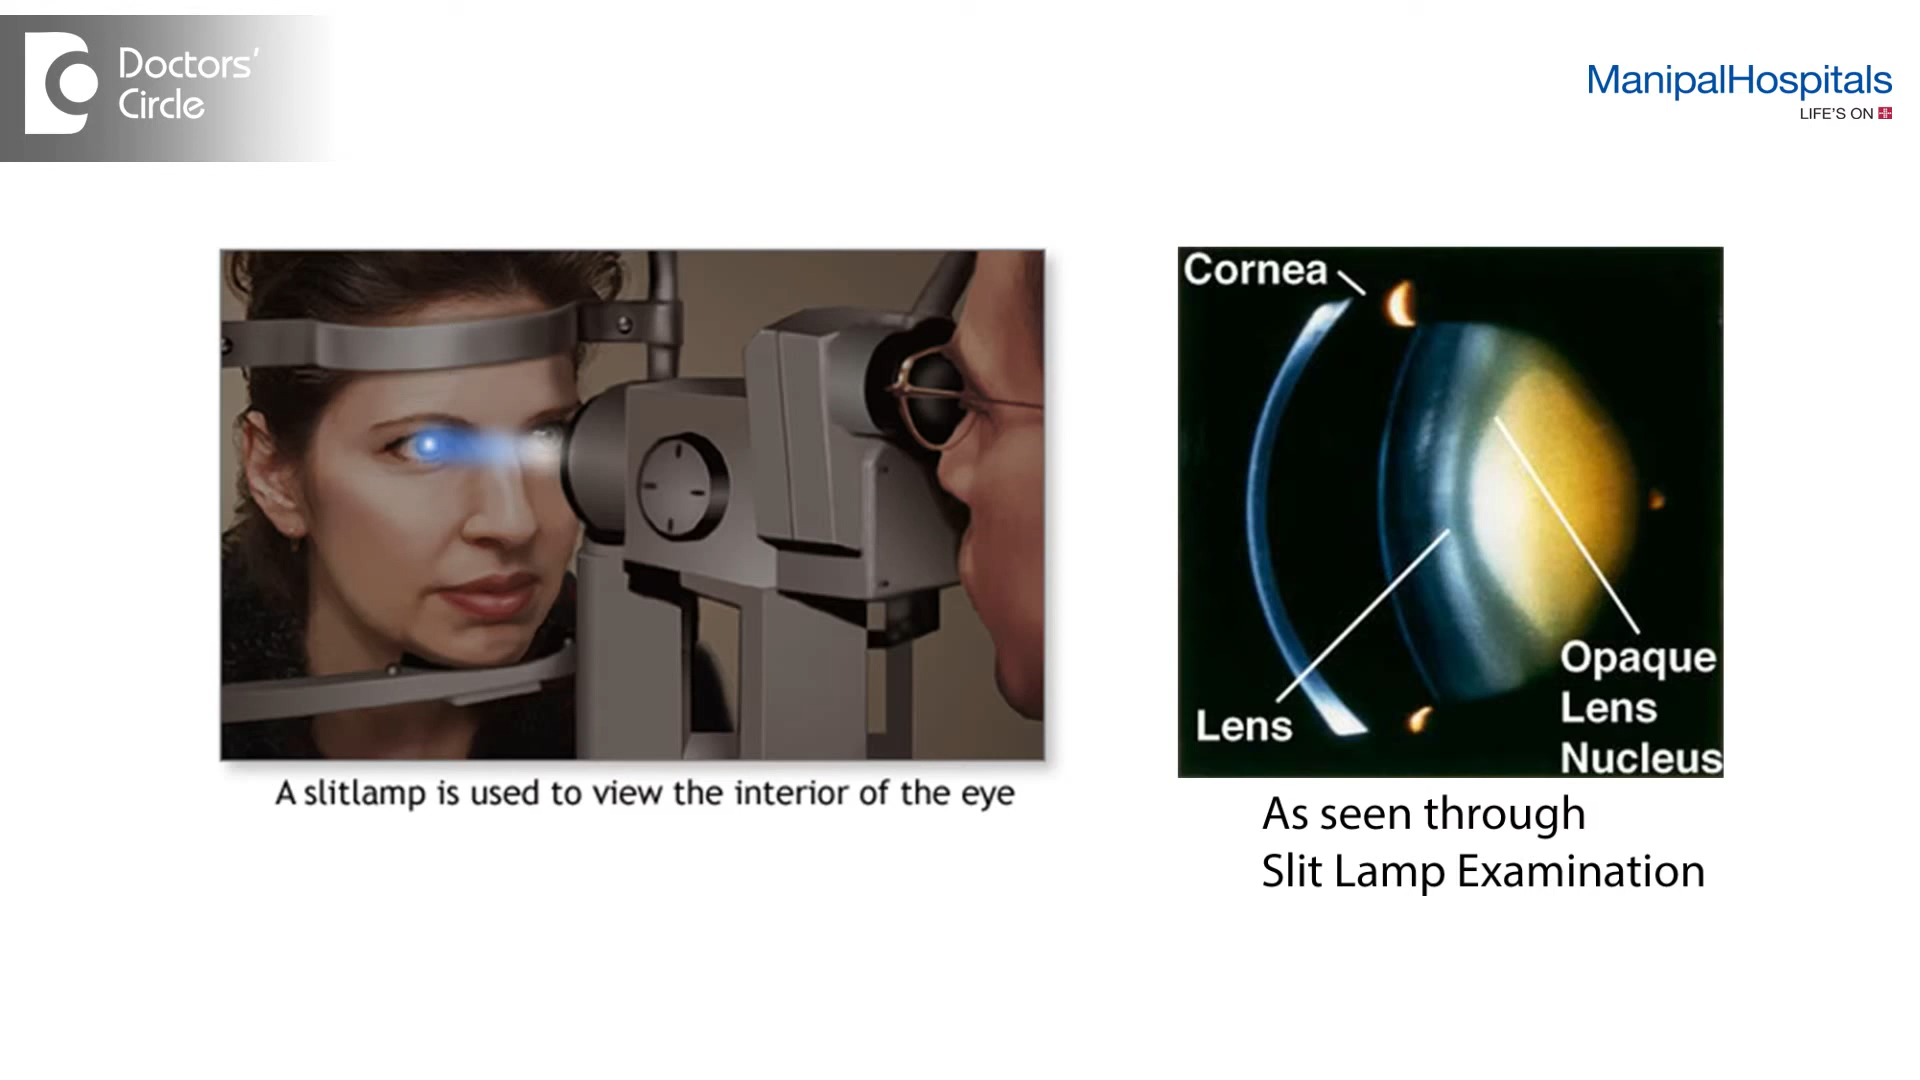 Doctors'
Circle
ManipalHospitals
LIFE'S ON
Cornea
Lens
Opaque
Lens
Nucleus
A slitlamp is used to view the interior of the eye
As seen through
Slit Lamp Examination